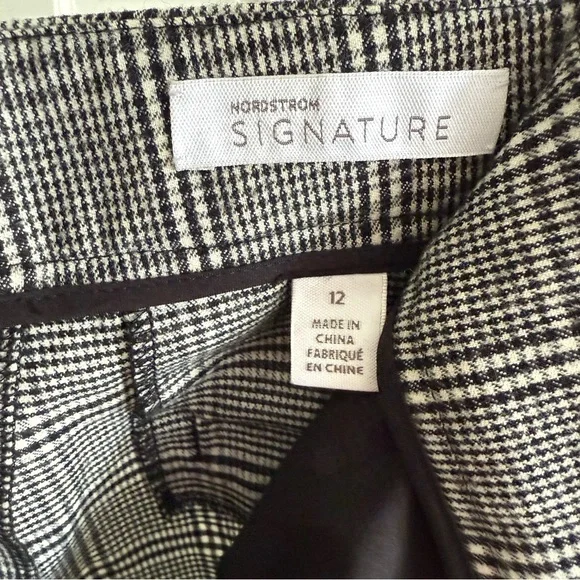 NORDSTROM
SIGNATURE
12
MADE IN
CHINA
FABRIQUÉ
EN CHINE